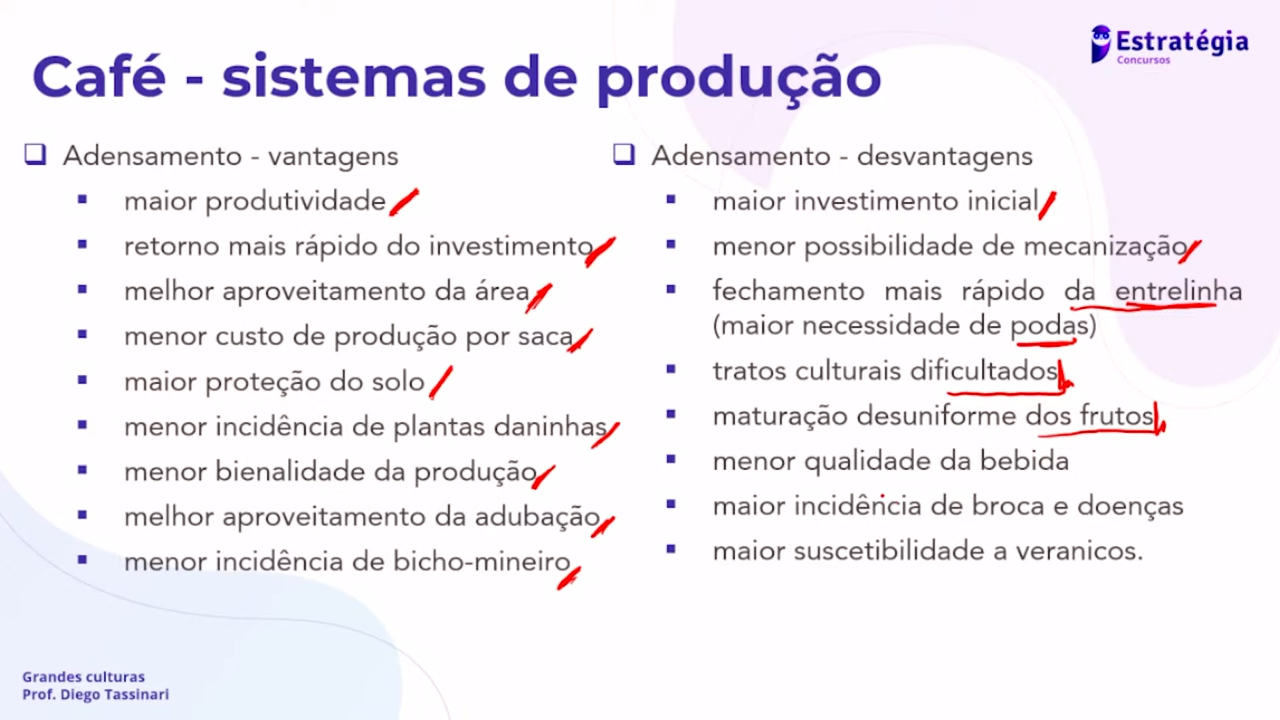 Estratégia
Concursos
Café - sistemas de produção
Adensamento - vantagens
maior produtividade
retorno mais rápido do investimento
melhor aproveitamento da área
menor custo de produção por saca
maior proteção do solo
menor incidência de plantas daninhas
menor bienalidade da produção
melhor aproveitamento da adubação
menor incidência de bicho-mineiro
Adensamento - desvantagens
maior investimento inicial
menor possibilidade de mecanização
fechamento mais rápido da entrelinha
(maior necessidade de podas)
tratos culturais dificultados
maturação desuniforme dos frutos
menor qualidade da bebida
maior incidência de broca e doenças
maior suscetibilidade a veranicos.
Grandes culturas
Prof. Diego Tassinari